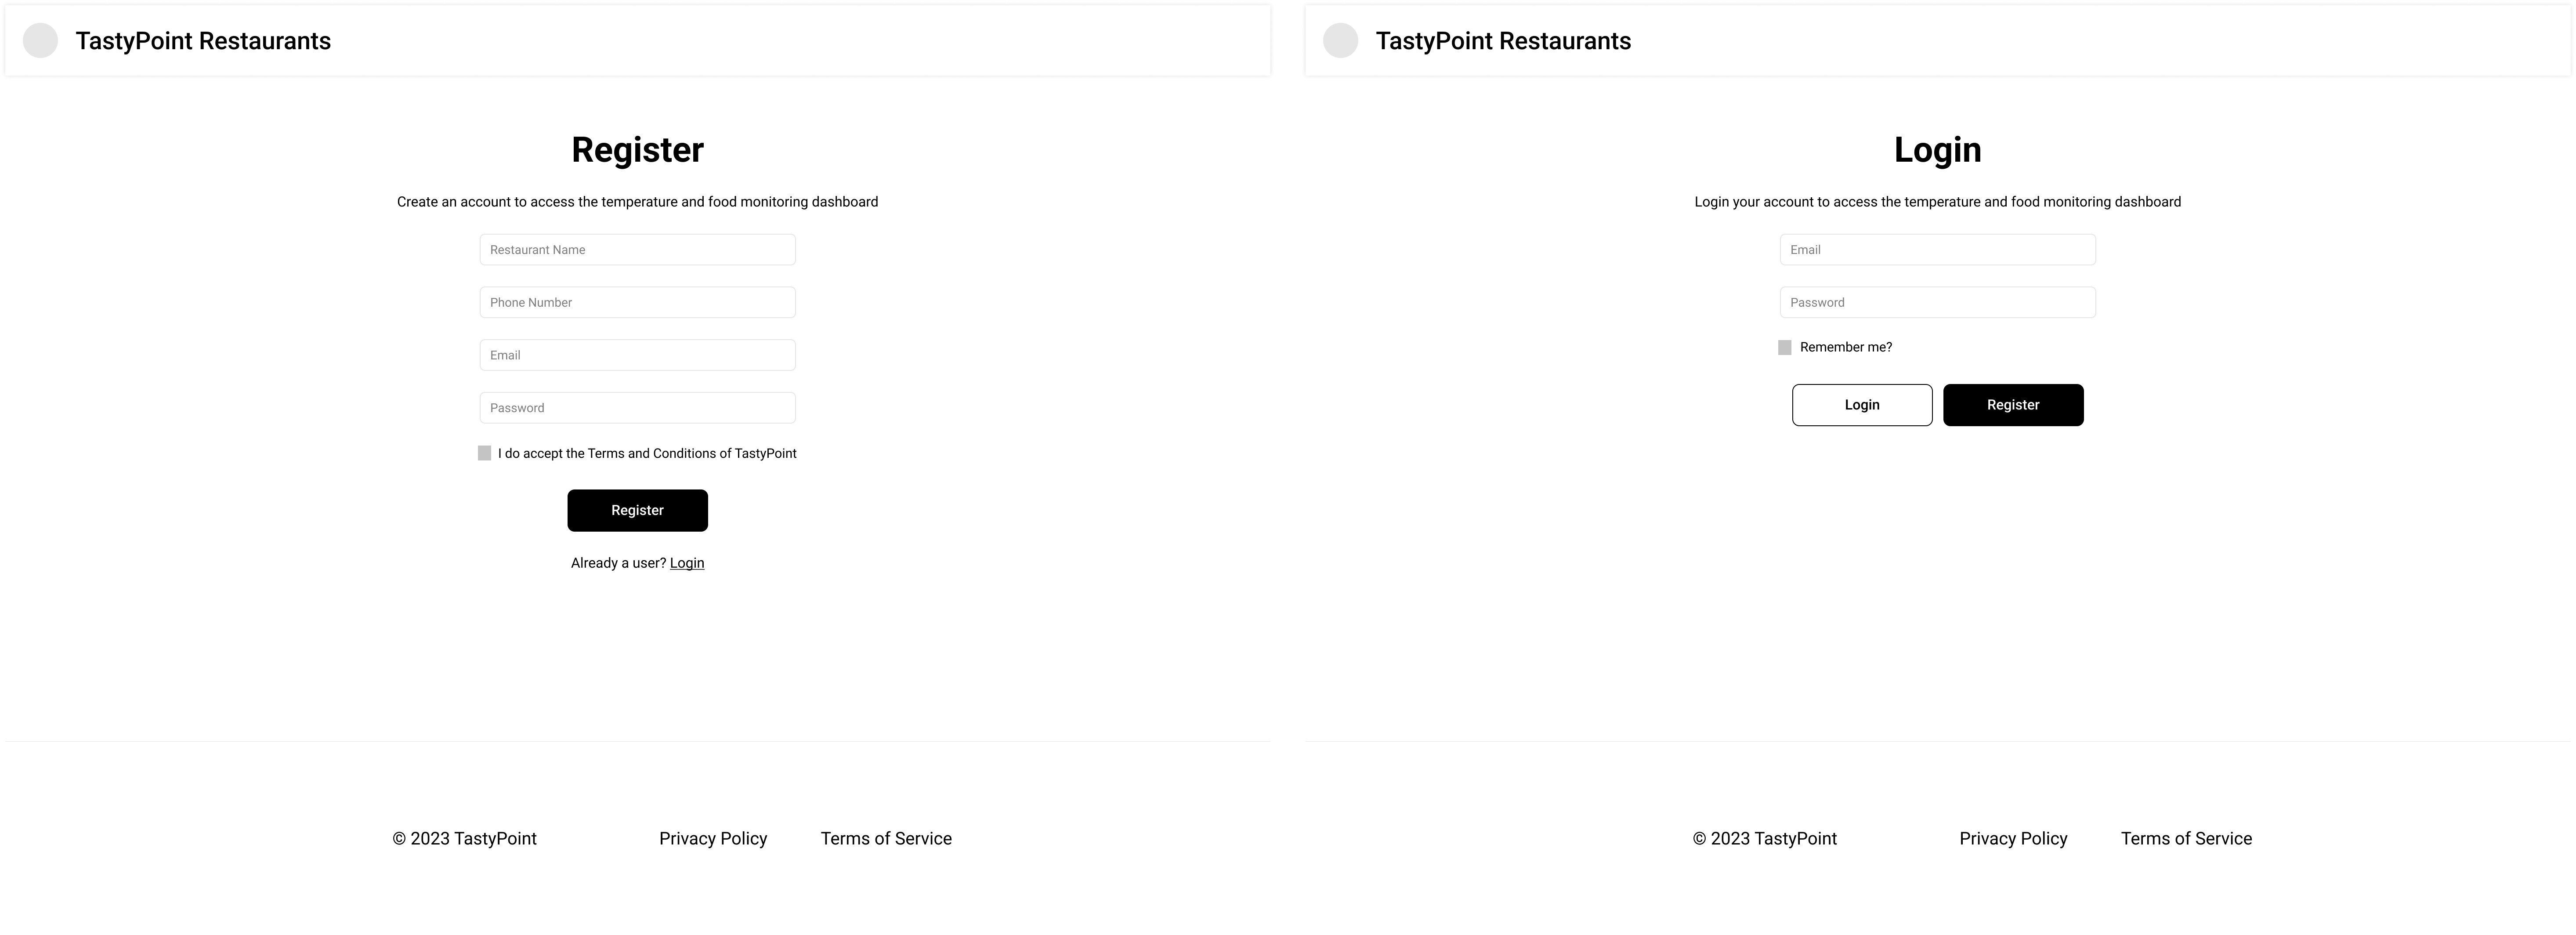 TastyPoint Restaurants
Register
Create an account to access the temperature and food monitoring dashboard
Restaurant Name
Phone Number
Email
Password
I do accept the Terms and Conditions of TastyPoint
Register
Already a user? Login
© 2023 TastyPoint
Privacy Policy
Terms of Service
TastyPoint Restaurants
Login
Login your account to access the temperature and food monitoring dashboard
Email
Password
Remember me?
Login
Register
© 2023 TastyPoint
Privacy Policy
Terms of Service